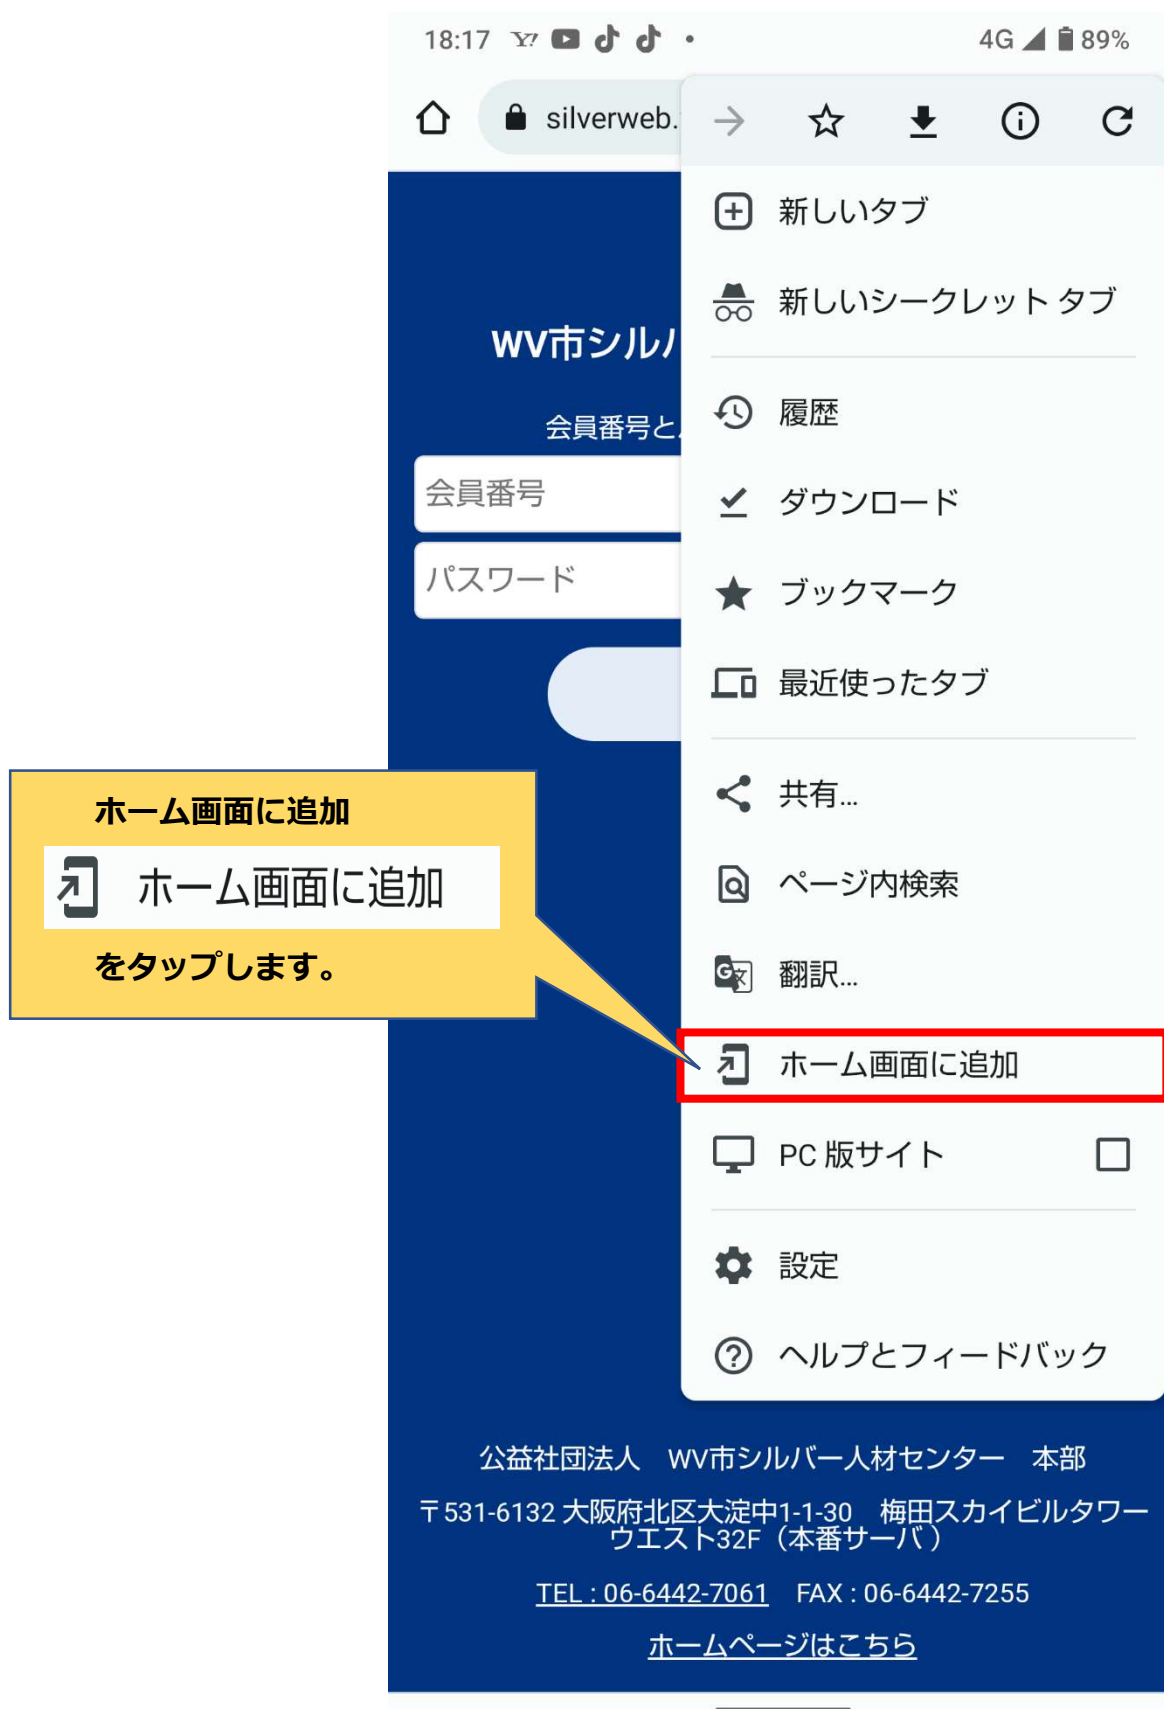 18:17
4G 89%
silverweb.
新しいタブ
新しいシークレット タブ
WV市シルバ
履歴
会員番号と
会員番号
ダウンロード
パスワード
ブックマーク
最近使ったタブ
ホーム画面に追加
ホーム画面に追加
をタップします。
共有...
ページ内検索
翻訳...
ホーム画面に追加
PC 版サイト
設定
ヘルプとフィードバック
公益社団法人　WV市シルバー人材センター　本部
〒531-6132 大阪府北区大淀中1-1-30　梅田スカイビルタワー
ウエスト32F（本番サーバ ）
TEL : 06-6442-7061　FAX : 06-6442-7255
ホームページはこちら